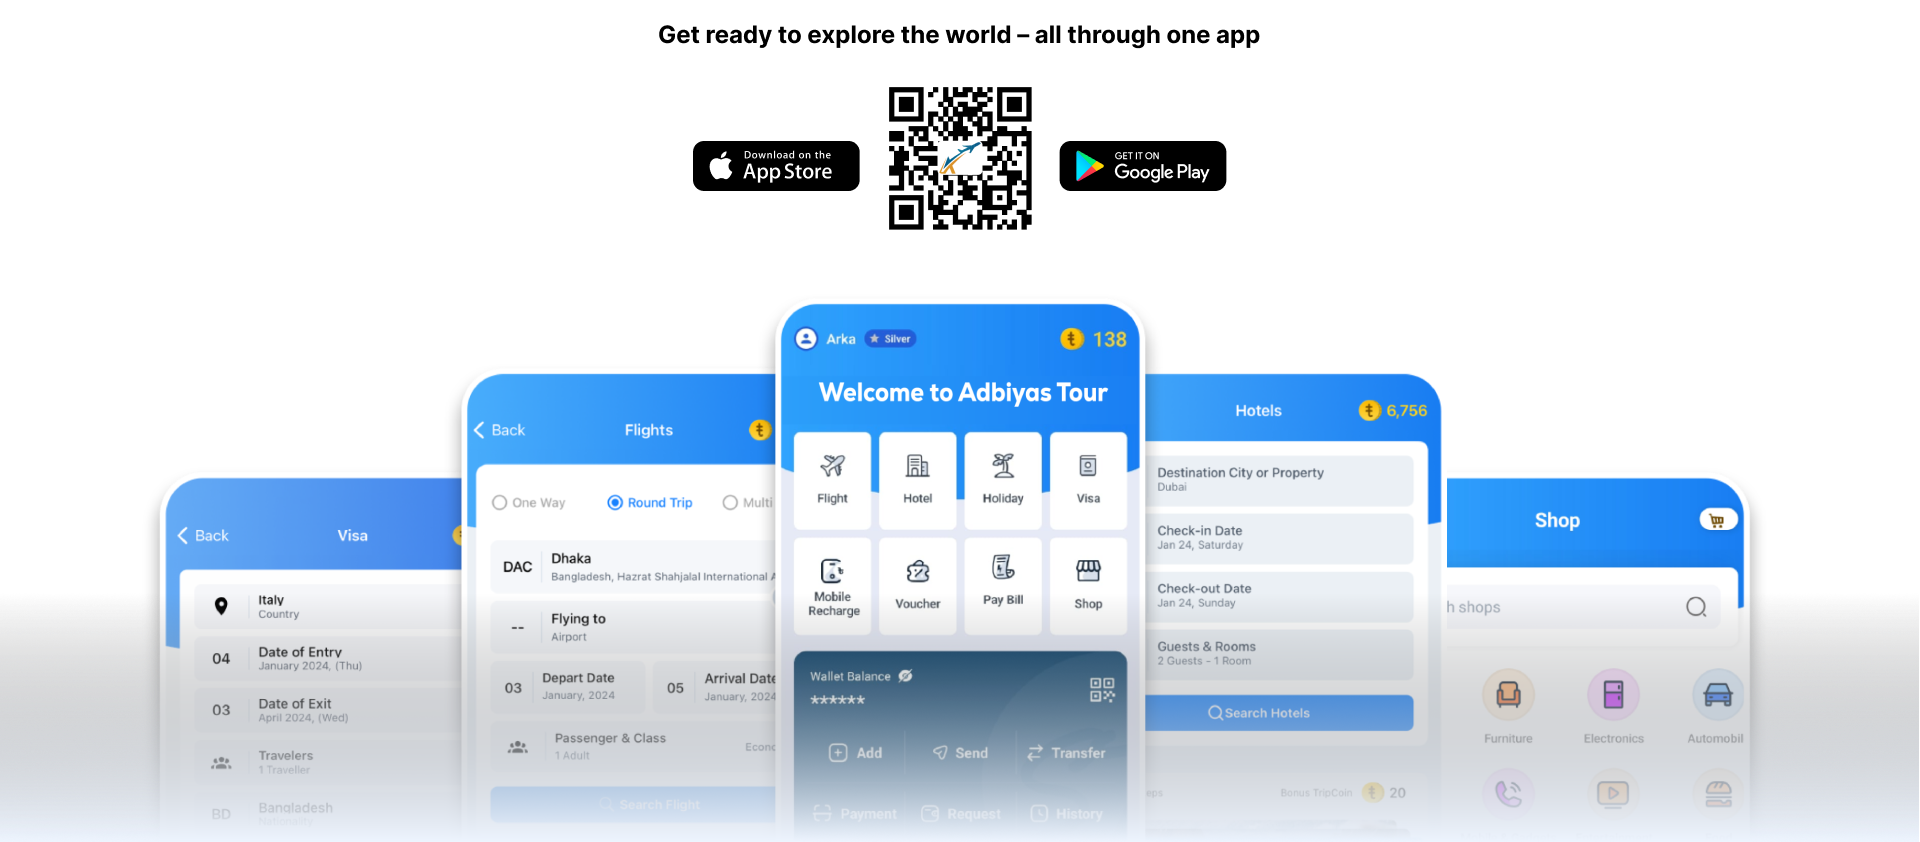 Get ready to explore the world – all through one app
Download on the
App Store
GET IT ON
Google Play
Back
Visa
Italy
Country
04
Date of Entry
January 2024, (Thu)
03
Date of Exit
April 2024, (Wed)
Travelers
1 Traveller
BD
Bangladesh
Nationality
Back
Flights
One Way
Round Trip
Multi
DAC
Dhaka
Bangladesh, Hazrat Shahjalal International A
--
Flying to
Airport
03
Depart Date
January, 2024
05
Arrival Date
January, 2024
Passenger & Class
1 Adult
Econo
Search Flight
Arka
Silver
138
Welcome to Adbiyas Tour
Flight
Hotel
Holiday
Visa
Mobile
Recharge
Voucher
Pay Bill
Shop
Wallet Balance
******
Add
Send
Transfer
Payment
Request
History
Hotels
6,756
Destination City or Property
Dubai
Check-in Date
Jan 24, Saturday
Check-out Date
Jan 24, Sunday
Guests & Rooms
2 Guests - 1 Room
Search Hotels
eps
Bonus TripCoin
20
Shop
h shops
Furniture
Electronics
Automobil